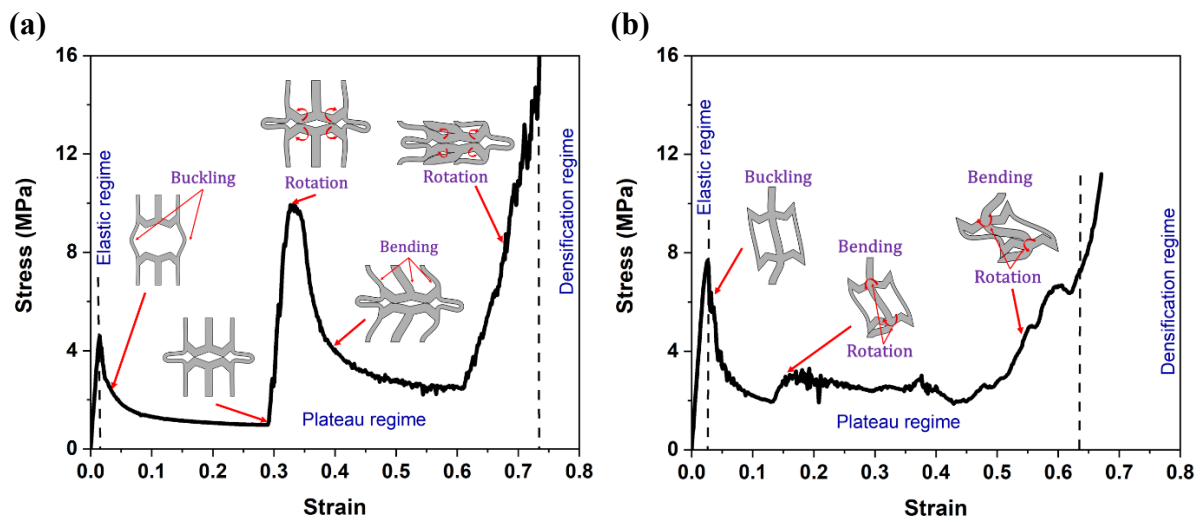 (a)
16
12
8
4
0
Stress (MPa)
Elastic regime
Buckling
Rotation
Bending
Rotation
Plateau regime
Densification regime
0.0 0.1 0.2 0.3 0.4 0.5 0.6 0.7 0.8
Strain
(b)
16
12
8
4
0
Stress (MPa)
Elastic regime
Buckling
Bending
Rotation
Bending
Rotation
Plateau regime
Densification regime
0.0 0.1 0.2 0.3 0.4 0.5 0.6 0.7 0.8
Strain